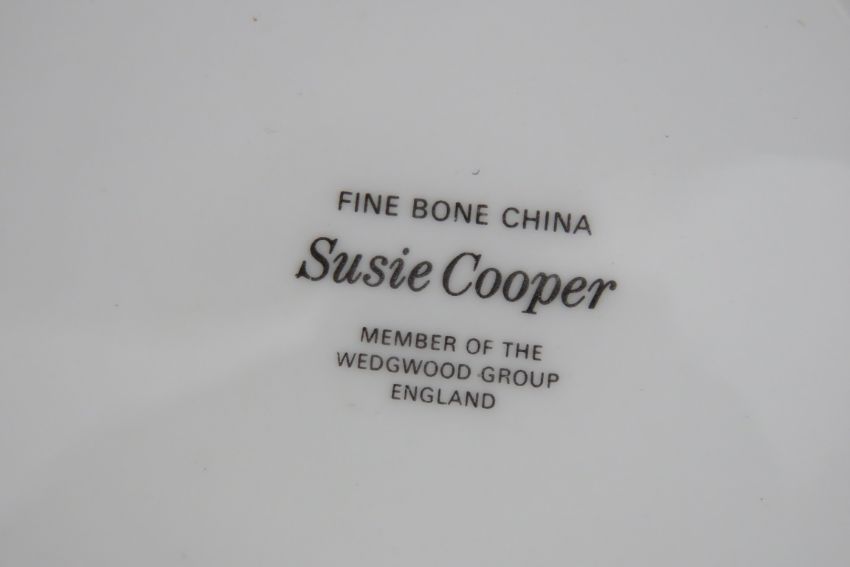 FINE BONE CHINA
Susie Cooper
MEMBER OF THE
WEDGWOOD GROUP
ENGLAND